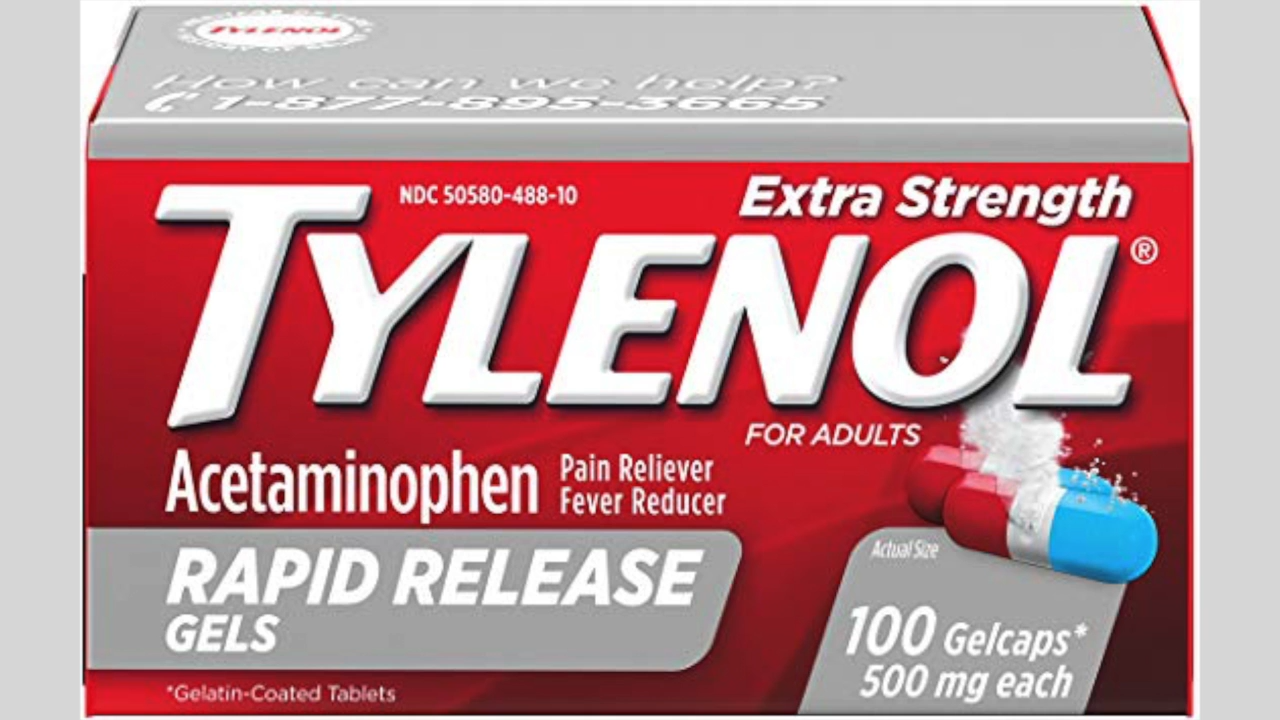 TYLENOL
How can we help?
1-877-895-3665
NDC 50580-488-10
Extra Strength
TYLENOL®
FOR ADULTS
Acetaminophen
Pain Reliever
Fever Reducer
RAPID RELEASE
GELS
Actual Size
100 Gelcaps*
500 mg each
*Gelatin-Coated Tablets